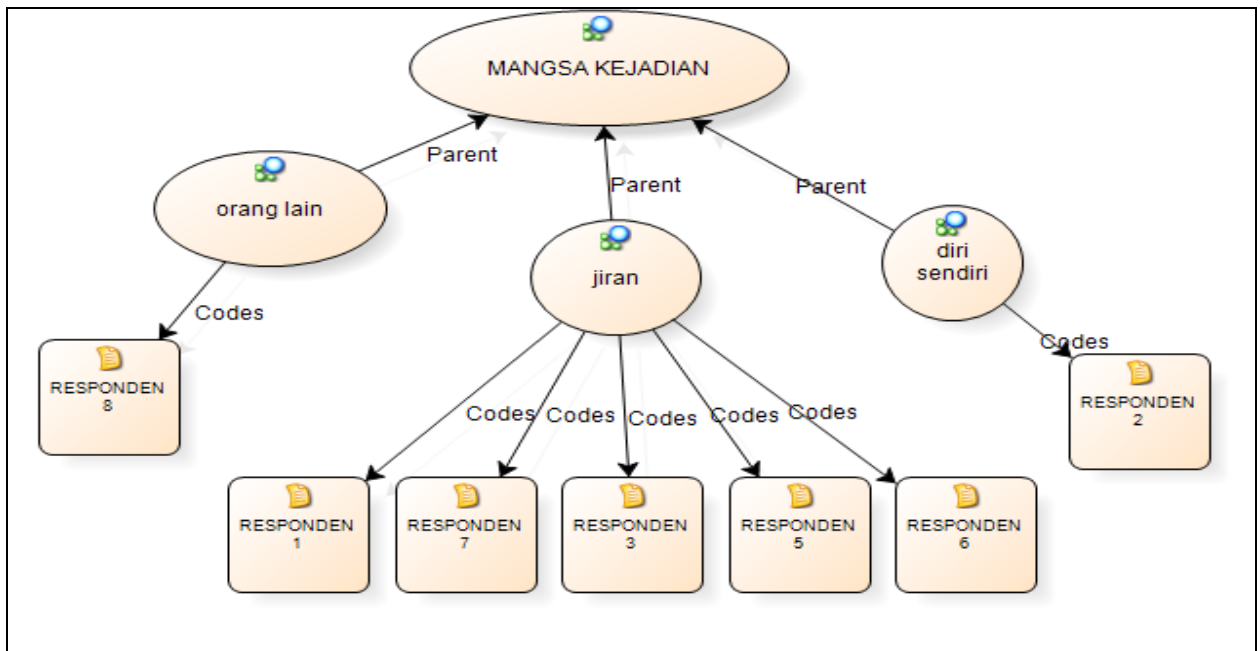 MANGSA KEJADIAN
Parent
Parent
Parent
orang lain
jiran
diri
sendiri
Codes
Codes
RESPONDEN
8
RESPONDEN
2
Codes
Codes
Codes
Codes
Codes
RESPONDEN
1
RESPONDEN
7
RESPONDEN
3
RESPONDEN
5
RESPONDEN
6